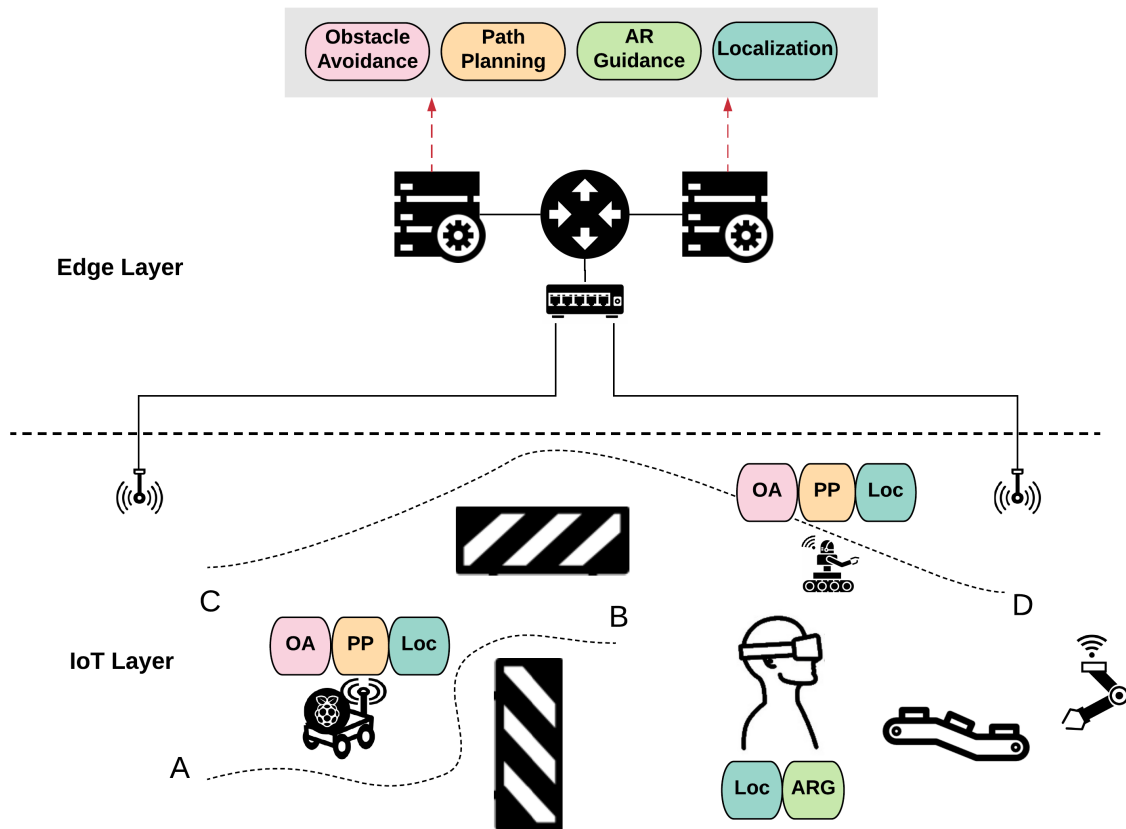 Obstacle
Avoidance
Path
Planning
AR
Guidance
Localization
Edge Layer
OA
PP
Loc
C
B
D
OA
PP
Loc
IoT Layer
A
Loc
ARG